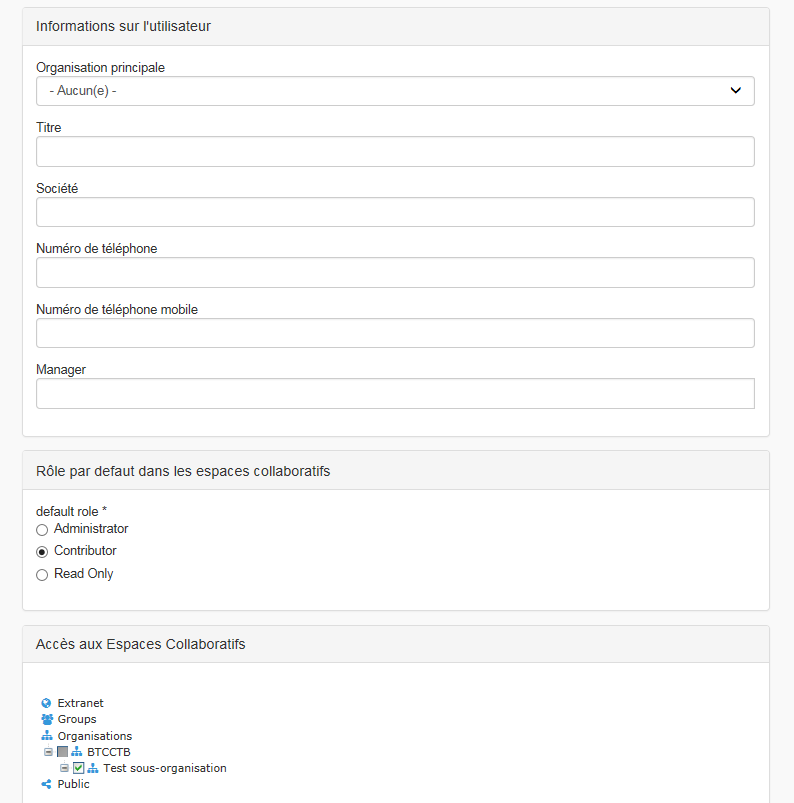 Informations sur l'utilisateur
Organisation principale
- Aucun(e) -
Titre
Société
Numéro de téléphone
Numéro de téléphone mobile
Manager
Rôle par defaut dans les espaces collaboratifs
default role *
Administrator
Contributor
Read Only
Accès aux Espaces Collaboratifs
Extranet
Groups
Organisations
BTCCTB
Test sous-organisation
Public